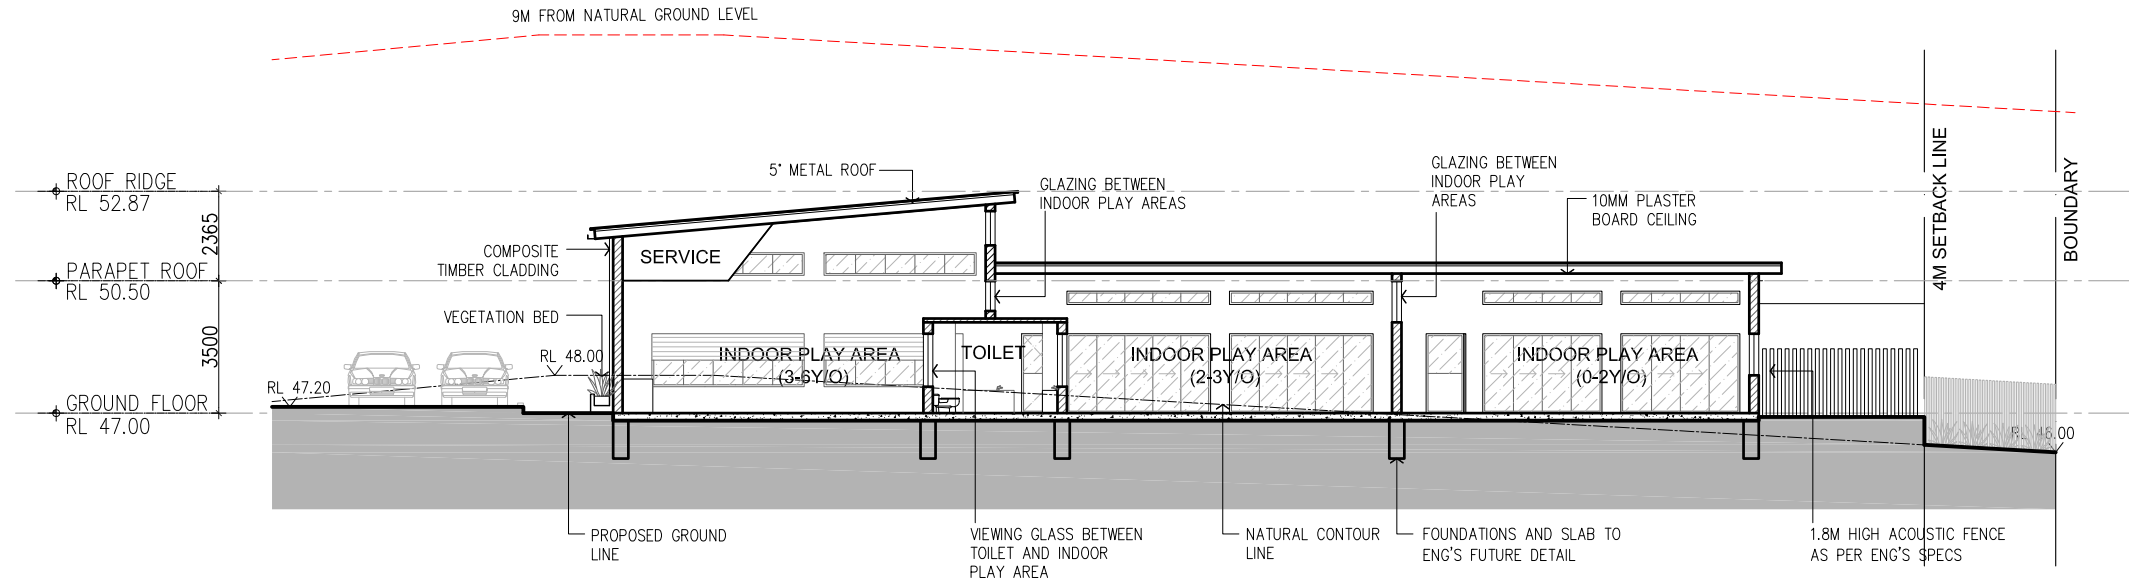 9M FROM NATURAL GROUND LEVEL
ROOF RIDGE
RL 52.87
2365
PARAPET ROOF
RL 50.50
3500
GROUND FLOOR
RL 47.00
RL 47.20
RL 48.00
COMPOSITE
TIMBER CLADDING
VEGETATION BED
5° METAL ROOF
SERVICE
GLAZING BETWEEN
INDOOR PLAY AREAS
GLAZING BETWEEN
INDOOR PLAY
AREAS
10MM PLASTER
BOARD CEILING
4M SETBACK LINE
BOUNDARY
INDOOR PLAY AREA
(3-6Y/O)
TOILET
INDOOR PLAY AREA
(2-3Y/O)
INDOOR PLAY AREA
(0-2Y/O)
RL 46.00
PROPOSED GROUND
LINE
VIEWING GLASS BETWEEN
TOILET AND INDOOR
PLAY AREA
NATURAL CONTOUR
LINE
FOUNDATIONS AND SLAB TO
ENG'S FUTURE DETAIL
1.8M HIGH ACOUSTIC FENCE
AS PER ENG'S SPECS